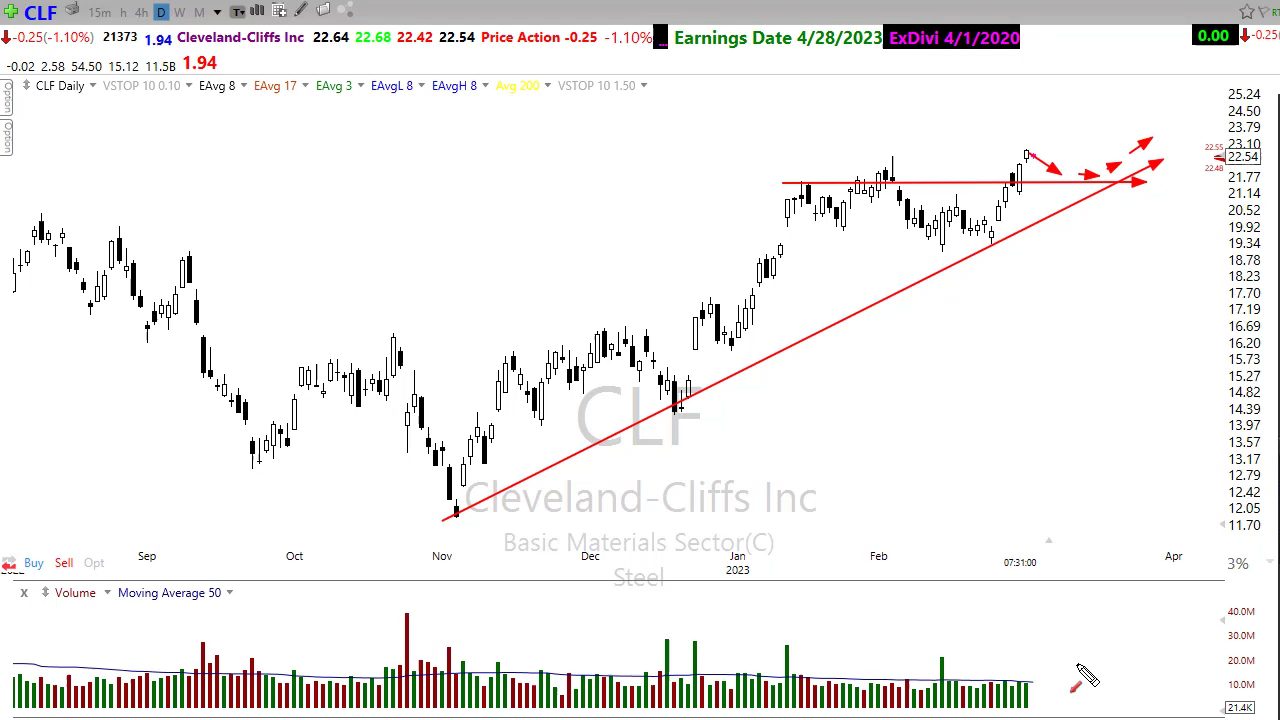 CLF 15m h 4h D W M T
-0.25(-1.10%) 21373 1.94 Cleveland-Cliffs Inc 22.64 22.68 22.42 22.54 Price Action -0.25 -1.10% ... Earnings Date 4/28/2023 ExDivi 4/1/2020 0.00 -0.25(
-0.02 2.58 54.50 15.12 11.5B 1.94
Option
Option
CLF Daily VSTOP 10 0.10 EAvg 8 EAvg 17 EAvg 3 EAvgL 8 EAvgH 8 Avg 200 VSTOP 10 1.50
25.24
24.50
23.79
23.10
22.55
22.54
22.48
21.77
21.14
20.52
19.92
19.34
18.78
18.23
17.70
17.19
16.69
16.20
15.73
15.27
14.82
14.39
13.97
13.57
13.17
12.79
12.42
12.05
11.70
CLF
Cleveland-Cliffs Inc
Basic Materials Sector(C)
Steel
Sep Oct Nov Dec Jan Feb Apr
2023
07:31:00
Buy Sell Opt
3%
x Volume Moving Average 50
40.0M
30.0M
20.0M
10.0M
21.4K